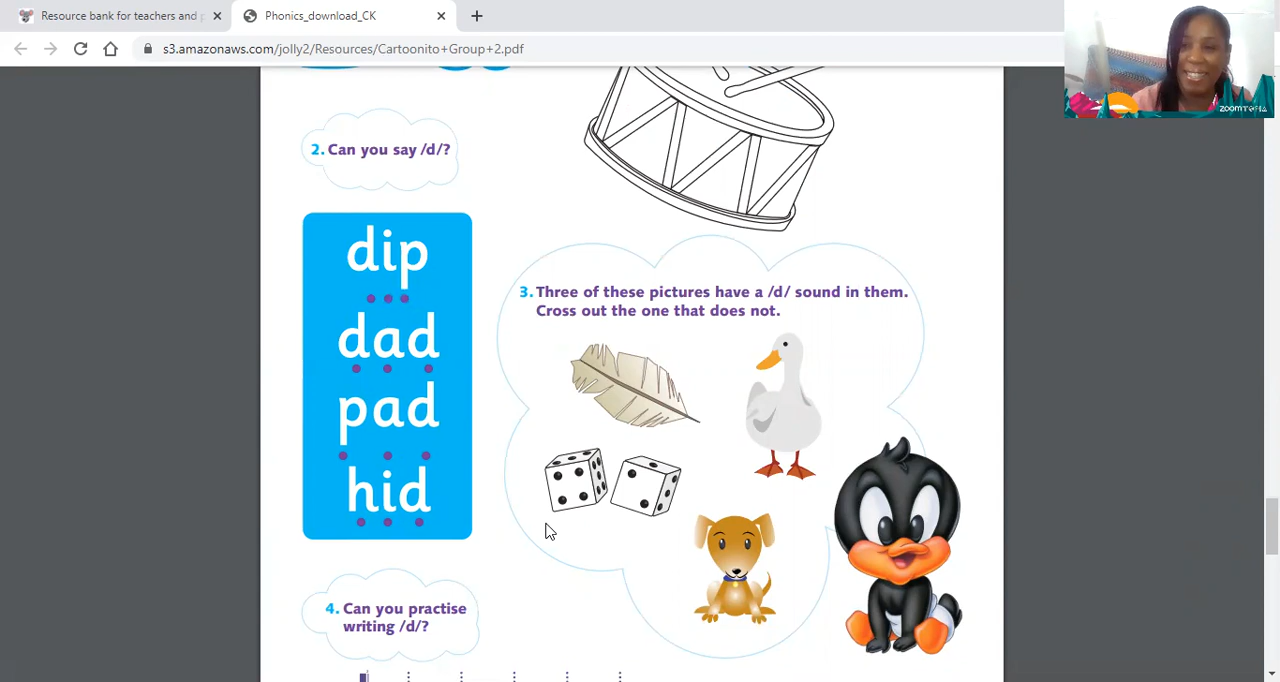 Resource bank for teachers and p
Phonics_download_CK
s3.amazonaws.com/jolly2/Resources/Cartoonito+Group+2.pdf
zoomtopia
2. Can you say /d/?
dip
dad
pad
hid
3. Three of these pictures have a /d/ sound in them.
Cross out the one that does not.
4. Can you practise
writing /d/?